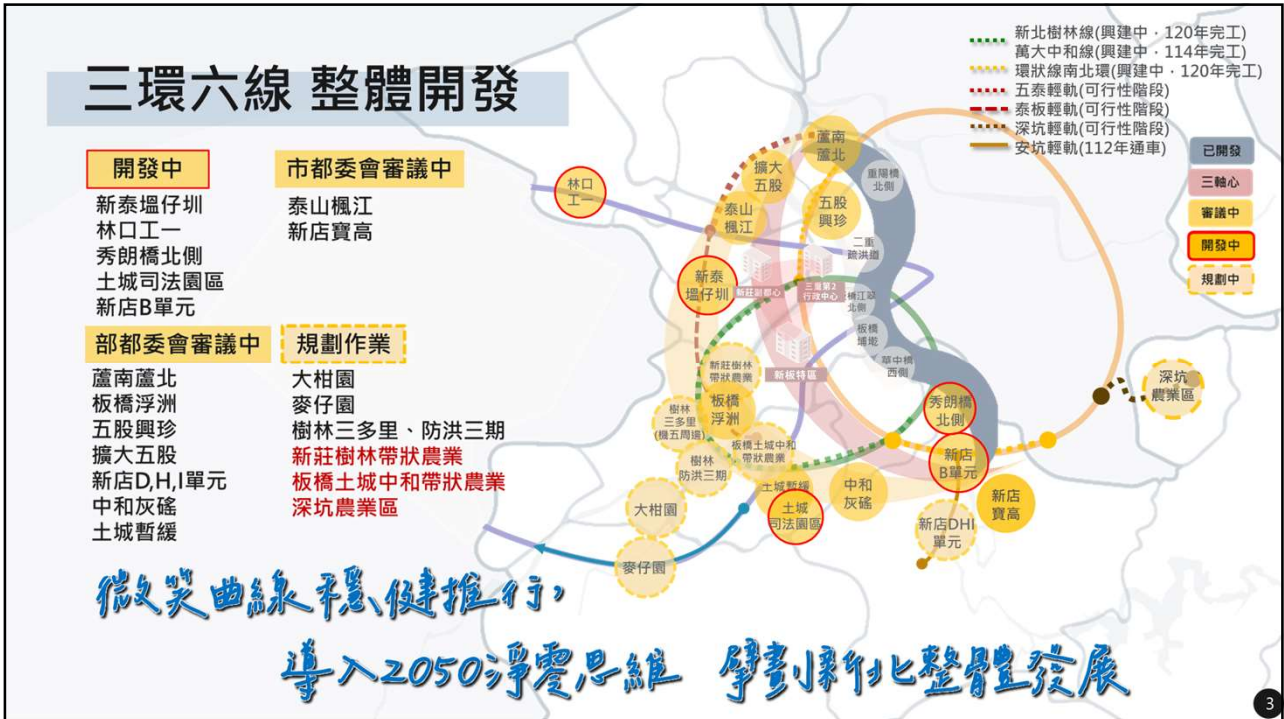 三環六線 整體開發
開發中
新泰塭仔圳
林口工一
秀朗橋北側
土城司法園區
新店B單元
市都委會審議中
泰山楓江
新店寶高
部都委會審議中
蘆南蘆北
板橋浮洲
五股興珍
擴大五股
新店D,H,I單元
中和灰磘
土城暫緩
規劃作業
大柑園
麥仔園
樹林三多里、防洪三期
新莊樹林帶狀農業
板橋土城中和帶狀農業
深坑農業區
新北樹林線(興建中‧120年完工)
萬大中和線(興建中‧114年完工)
環狀線南北環(興建中‧120年完工)
五泰輕軌(可行性階段)
泰板輕軌(可行性階段)
深坑輕軌(可行性階段)
安坑輕軌(112年通車)
已開發
三軸心
審議中
開發中
規劃中
林口
工一
蘆南
蘆北
擴大
五股
重陽橋
北側
泰山
楓江
五股
興珍
二重
疏洪道
新泰
塭仔圳
新莊副都心
三重第2
行政中心
橋江翠
北側
板橋
埔墘
華中橋
西側
新板特區
新莊樹林
帶狀農業
板橋
浮洲
樹林
三多里
(機五周邊)
板橋土城中和
帶狀農業
樹林
防洪三期
秀朗橋
北側
新店
B單元
深坑
農業區
土城暫緩
土城
司法園區
中和
灰磘
新店
寶高
新店DHI
單元
大柑園
麥仔園
微笑曲線穩健推行，
導入2050淨零思維 擘劃新北整體發展
3